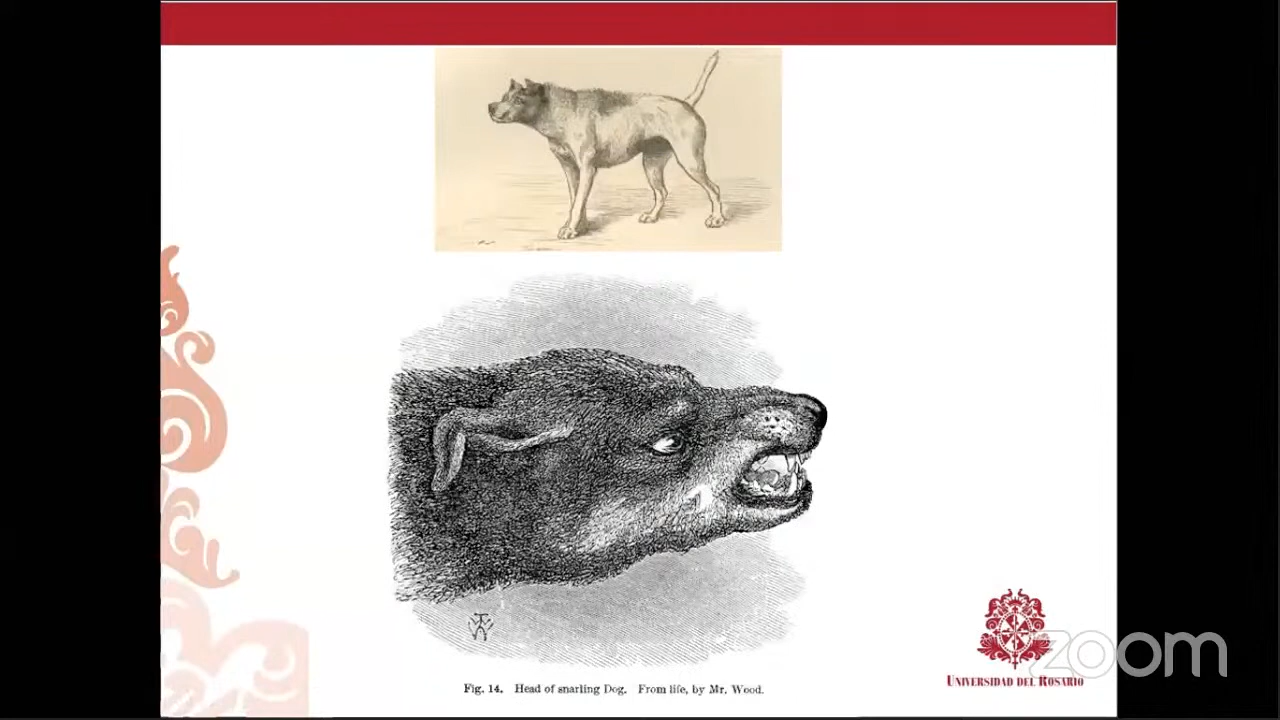 Fig. 14. Head of snarling Dog. From life, by Mr. Wood.
UNIVERSIDAD DEL ROSARIO
zoom